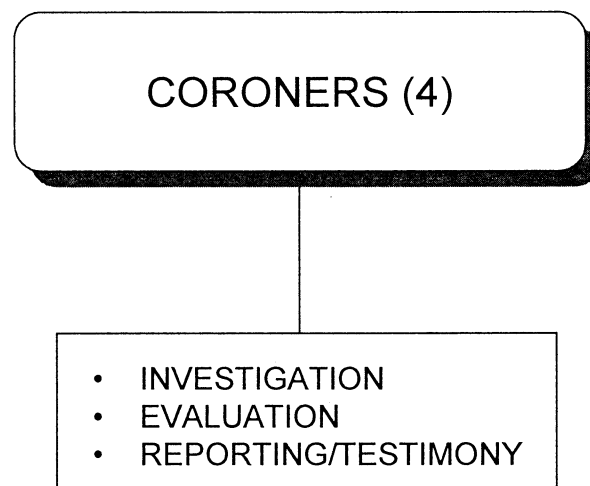 CORONERS (4)
• INVESTIGATION
• EVALUATION
• REPORTING/TESTIMONY